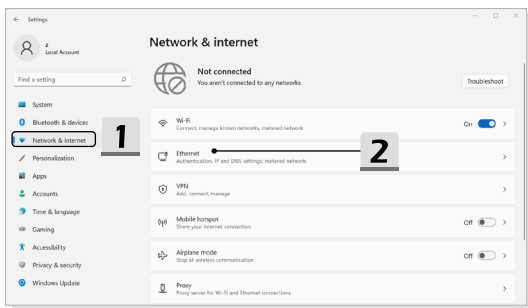 Settings
z
Local Account
Find a setting
System
Bluetooth & devices
Network & internet
1
Personalization
Apps
Accounts
Time & language
Gaming
Accessibility
Privacy & security
Windows Update
Network & internet
Not connected
You aren't connected to any networks
Troubleshoot
Wi-Fi
Connect, manage known networks, metered network
On
Ethernet
Authentication, IP and DNS settings, metered network
2
VPN
Add, connect, manage
Mobile hotspot
Share your internet connection
Off
Airplane mode
Stop all wireless communication
Off
Proxy
Proxy server for Wi-Fi and Ethernet connections